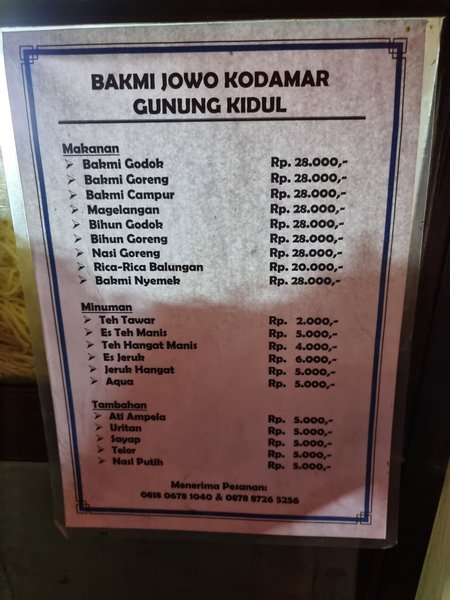 BAKMI JOWO KODAMAR
GUNUNG KIDUL
Makanan
➢ Bakmi Godok Rp. 28.000,-
➢ Bakmi Goreng Rp. 28.000,-
➢ Bakmi Campur Rp. 28.000,-
➢ Magelangan Rp. 28.000,-
➢ Bihun Godok Rp. 28.000,-
➢ Bihun Goreng Rp. 28.000,-
➢ Nasi Goreng Rp. 28.000,-
➢ Rica-Rica Balungan Rp. 20.000,-
➢ Bakmi Nyemek Rp. 28.000,-
Minuman
➢ Teh Tawar Rp. 2.000,-
➢ Es Teh Manis Rp. 5.000,-
➢ Teh Hangat Manis Rp. 4.000,-
➢ Es Jeruk Rp. 6.000,-
➢ Jeruk Hangat Rp. 5.000,-
➢ Aqua Rp. 5.000,-
Tambahan
➢ Ati Ampela Rp. 5.000,-
➢ Uritan Rp. 5.000,-
➢ Sayap Rp. 5.000,-
➢ Telor Rp. 5.000,-
➢ Nasi Putih Rp. 5.000,-
Menerima Pesanan:
0818 0678 1040 & 0878 8726 5256